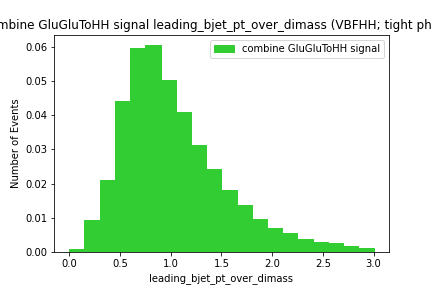 mbine GluGluToHH signal leading_bjet_pt_over_dimass (VBFHH; tight ph
combine GluGluToHH signal
Number of Events
0.06
0.05
0.04
0.03
0.02
0.01
0.00
0.0 0.5 1.0 1.5 2.0 2.5 3.0
leading_bjet_pt_over_dimass